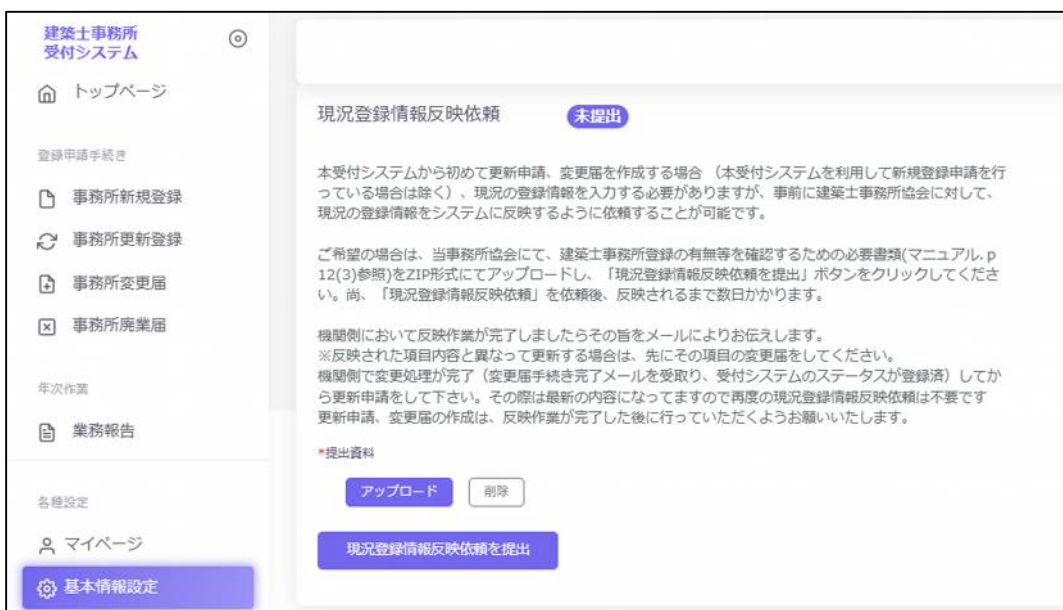 建築士事務所
受付システム
トップページ
登録申請手続き
事務所新規登録
事務所更新登録
事務所変更届
事務所廃業届
年次作業
業務報告
各種設定
マイページ
基本情報設定
現況登録情報反映依頼
未提出
本受付システムから初めて更新申請、変更届を作成する場合 （本受付システムを利用して新規登録申請を行
っている場合は除く）、現況の登録情報を入力する必要がありますが、事前に建築士事務所協会に対して、
現況の登録情報をシステムに反映するように依頼することが可能です。
ご希望の場合は、当事務所協会にて、建築士事務所登録の有無等を確認するための必要書類(マニュアル.p
12(3)参照)をZIP形式にてアップロードし、「現況登録情報反映依頼を提出」ボタンをクリックしてくださ
い。尚、「現況登録情報反映依頼」を依頼後、反映されるまで数日かかります。
機関側において反映作業が完了しましたらその旨をメールによりお伝えします。
※反映された項目内容と異なって更新する場合は、先にその項目の変更届をしてください。
機関側で変更処理が完了（変更届手続き完了メールを受取り、受付システムのステータスが登録済）してか
ら更新申請をして下さい。その際は最新の内容になってますので再度の現況登録情報反映依頼は不要です
更新申請、変更届の作成は、反映作業が完了した後に行っていただくようお願いいたします。
*提出資料
アップロード
削除
現況登録情報反映依頼を提出